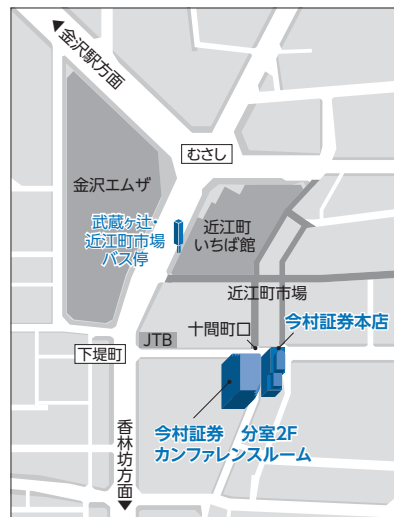 金沢駅方面
むさし
金沢エムザ
武蔵ヶ辻・
近江町市場
バス停
近江町
いちば館
近江町市場
十間町口
今村証券本店
JTB
下堤町
今村証券　分室2F
カンファレンスルーム
香林坊方面